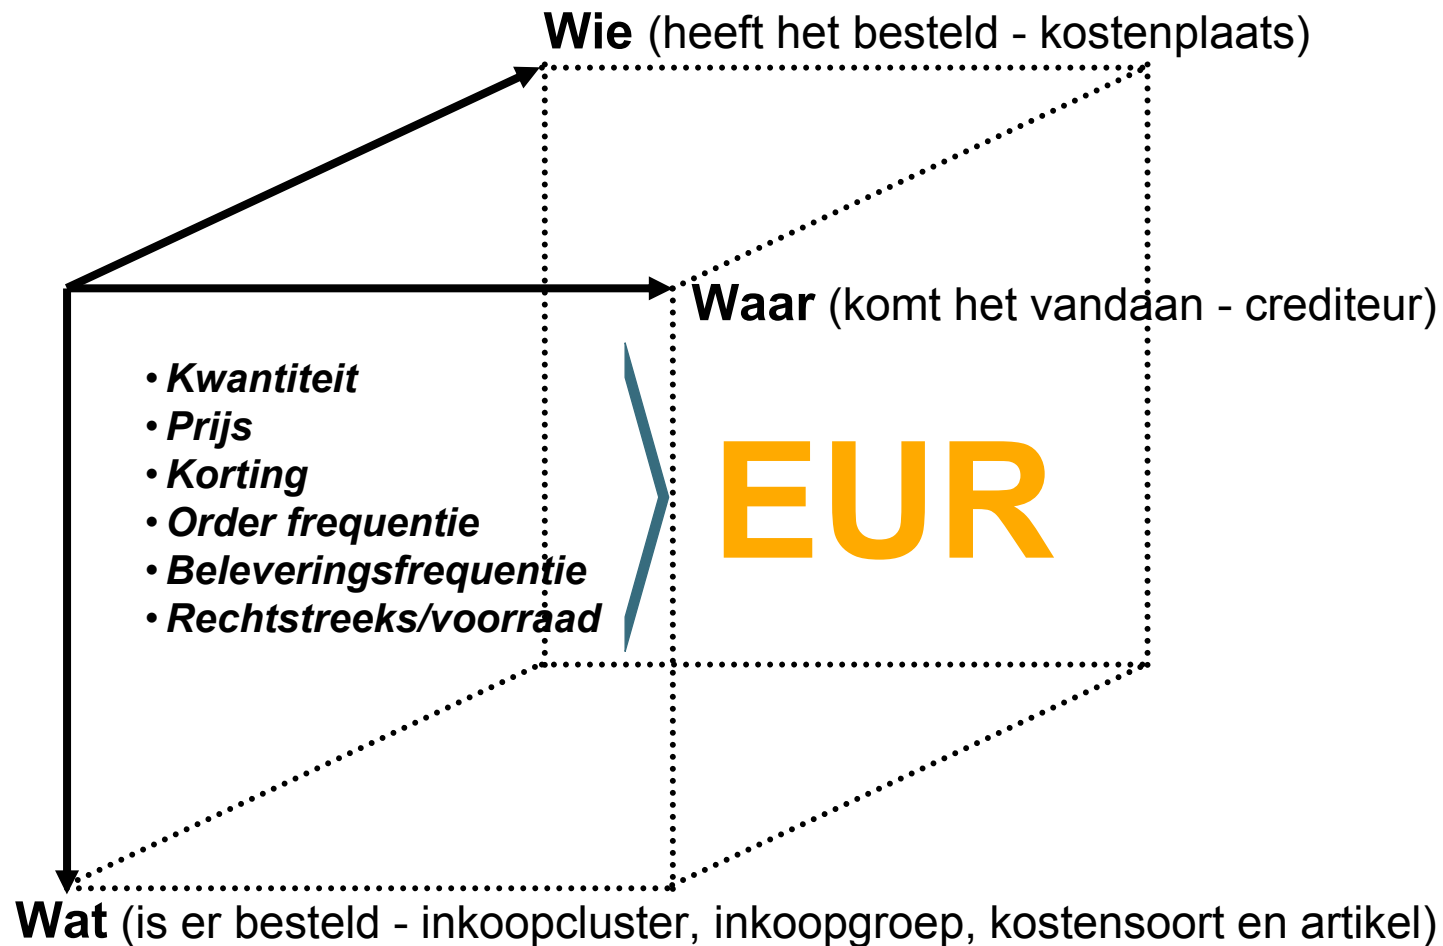 Wie (heeft het besteld - kostenplaats)
Waar (komt het vandaan - crediteur)
• Kwantiteit
• Prijs
• Korting
• Order frequentie
• Beleveringsfrequentie
• Rechtstreeks/voorraad
EUR
Wat (is er besteld - inkoopcluster, inkoopgroep, kostensoort en artikel)